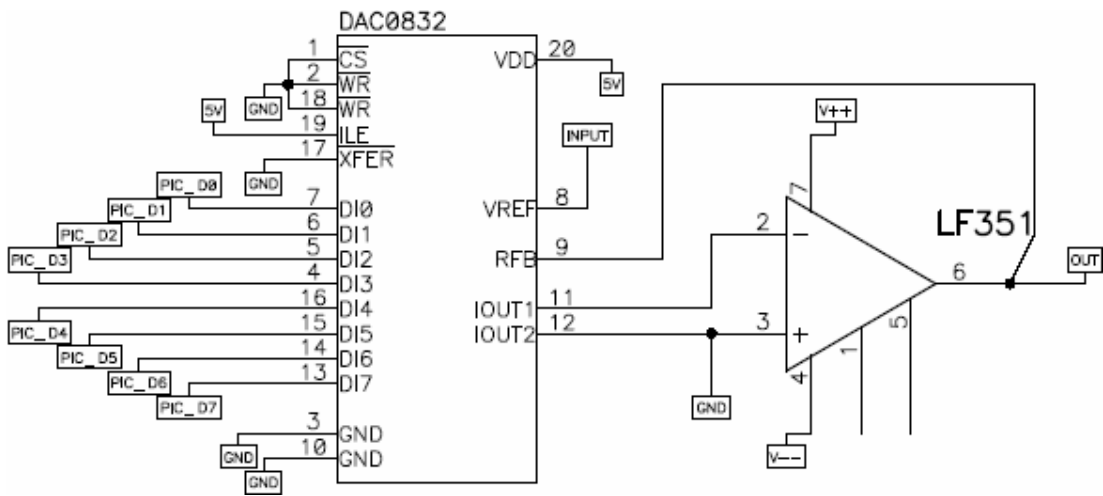 DAC0832
1 CS VDD 20
2 WR 5V
GND
18 WR
5V
19 ILE
17 XFER
GND
INPUT
V++
PIC_D0
7 DI0 VREF 8
PIC_D1
6 DI1
PIC_D2
5 DI2 RFB 9
PIC_D3
4 DI3
16 DI4 IOUT1 11
PIC_D4
15 DI5 IOUT2 12
PIC_D5
14 DI6
PIC_D6
13 DI7
PIC_D7
3 GND
GND
10 GND
GND
GND
7
LF351
2 -
6
OUT
3 +
4
1
5
V--